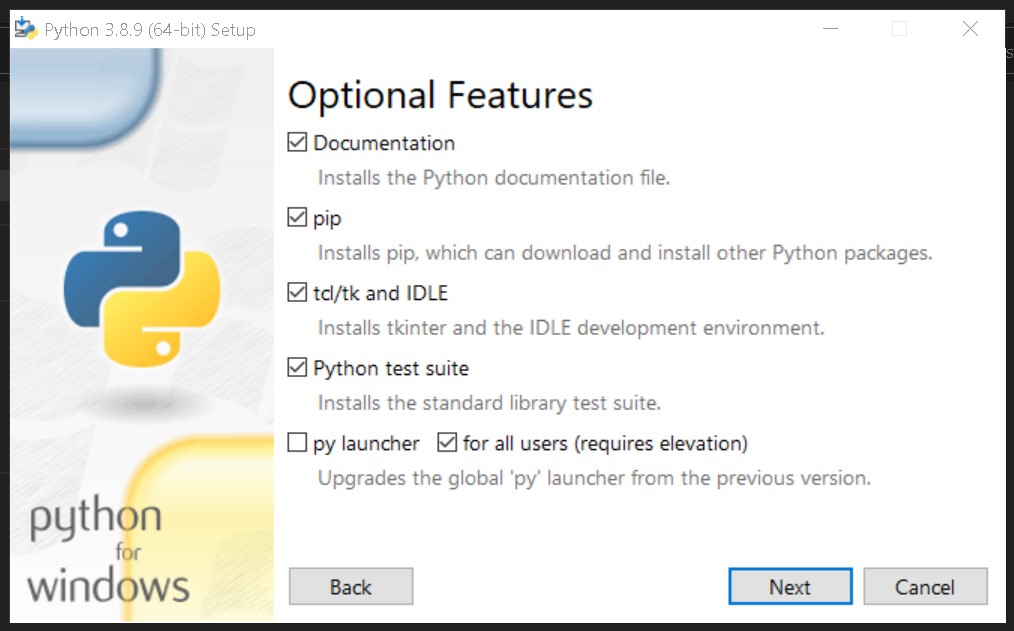 Python 3.8.9 (64-bit) Setup
Optional Features
Documentation
Installs the Python documentation file.
pip
Installs pip, which can download and install other Python packages.
tcl/tk and IDLE
Installs tkinter and the IDLE development environment.
Python test suite
Installs the standard library test suite.
py launcher for all users (requires elevation)
Upgrades the global 'py' launcher from the previous version.
python
for
windows
Back Next Cancel